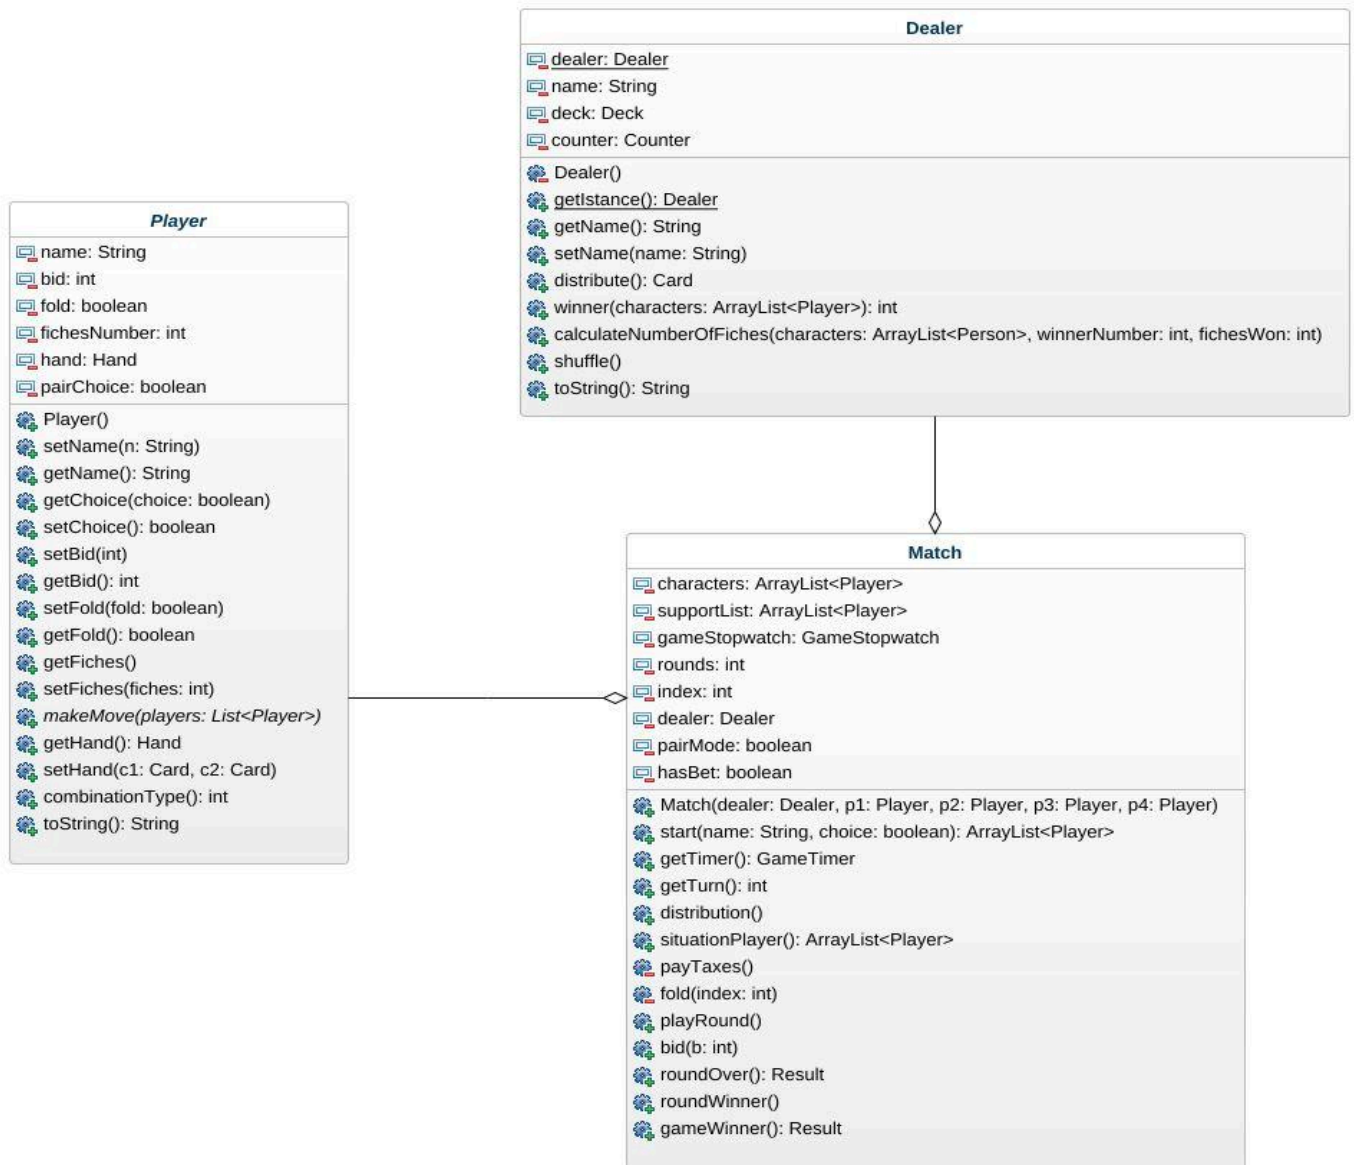 Dealer
dealer: Dealer
name: String
deck: Deck
counter: Counter
Dealer()
getIstance(): Dealer
getName(): String
setName(name: String)
distribute(): Card
winner(characters: ArrayList<Player>): int
calculateNumberOfFiches(characters: ArrayList<Person>, winnerNumber: int, fichesWon: int)
shuffle()
toString(): String
Player
name: String
bid: int
fold: boolean
fichesNumber: int
hand: Hand
pairChoice: boolean
Player()
setName(n: String)
getName(): String
getChoice(choice: boolean)
setChoice(): boolean
setBid(int)
getBid(): int
setFold(fold: boolean)
getFold(): boolean
getFiches()
setFiches(fiches: int)
makeMove(players: List<Player>)
getHand(): Hand
setHand(c1: Card, c2: Card)
combinationType(): int
toString(): String
Match
characters: ArrayList<Player>
supportList: ArrayList<Player>
gameStopwatch: GameStopwatch
rounds: int
index: int
dealer: Dealer
pairMode: boolean
hasBet: boolean
Match(dealer: Dealer, p1: Player, p2: Player, p3: Player, p4: Player)
start(name: String, choice: boolean): ArrayList<Player>
getTimer(): GameTimer
getTurn(): int
distribution()
situationPlayer(): ArrayList<Player>
payTaxes()
fold(index: int)
playRound()
bid(b: int)
roundOver(): Result
roundWinner()
gameWinner(): Result